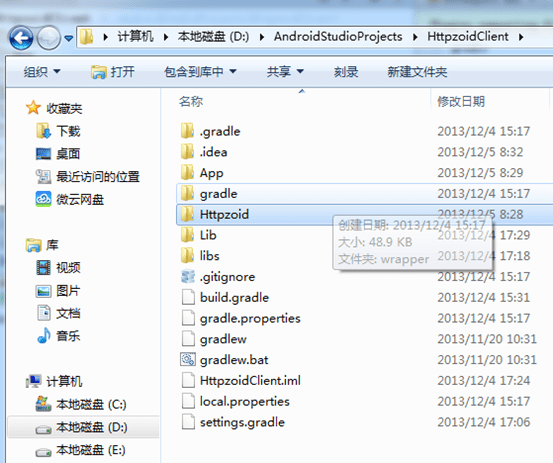 计算机 本地磁盘 (D:) AndroidStudioProjects HttpzoidClient
组织 打开 包含到库中 共享 刻录 新建文件夹
收藏夹
下载
桌面
最近访问的位置
微云网盘
库
视频
图片
文档
音乐
计算机
本地磁盘 (C:)
本地磁盘 (D:)
本地磁盘 (E:)
名称 修改日期
.gradle 2013/12/4 15:17
.idea 2013/12/5 8:32
App 2013/12/5 8:29
gradle 2013/12/4 15:17
Httpzoid 2013/12/5 8:28
Lib 2013/12/4 17:29
libs 2013/12/4 17:18
.gitignore 2013/12/4 15:17
build.gradle 2013/12/4 15:31
gradle.properties 2013/12/4 15:17
gradlew 2013/11/20 10:31
gradlew.bat 2013/11/20 10:31
HttpzoidClient.iml 2013/12/4 17:24
local.properties 2013/12/4 15:17
settings.gradle 2013/12/4 17:06
创建日期: 2013/12/4 15:17
大小: 48.9 KB
文件夹: wrapper